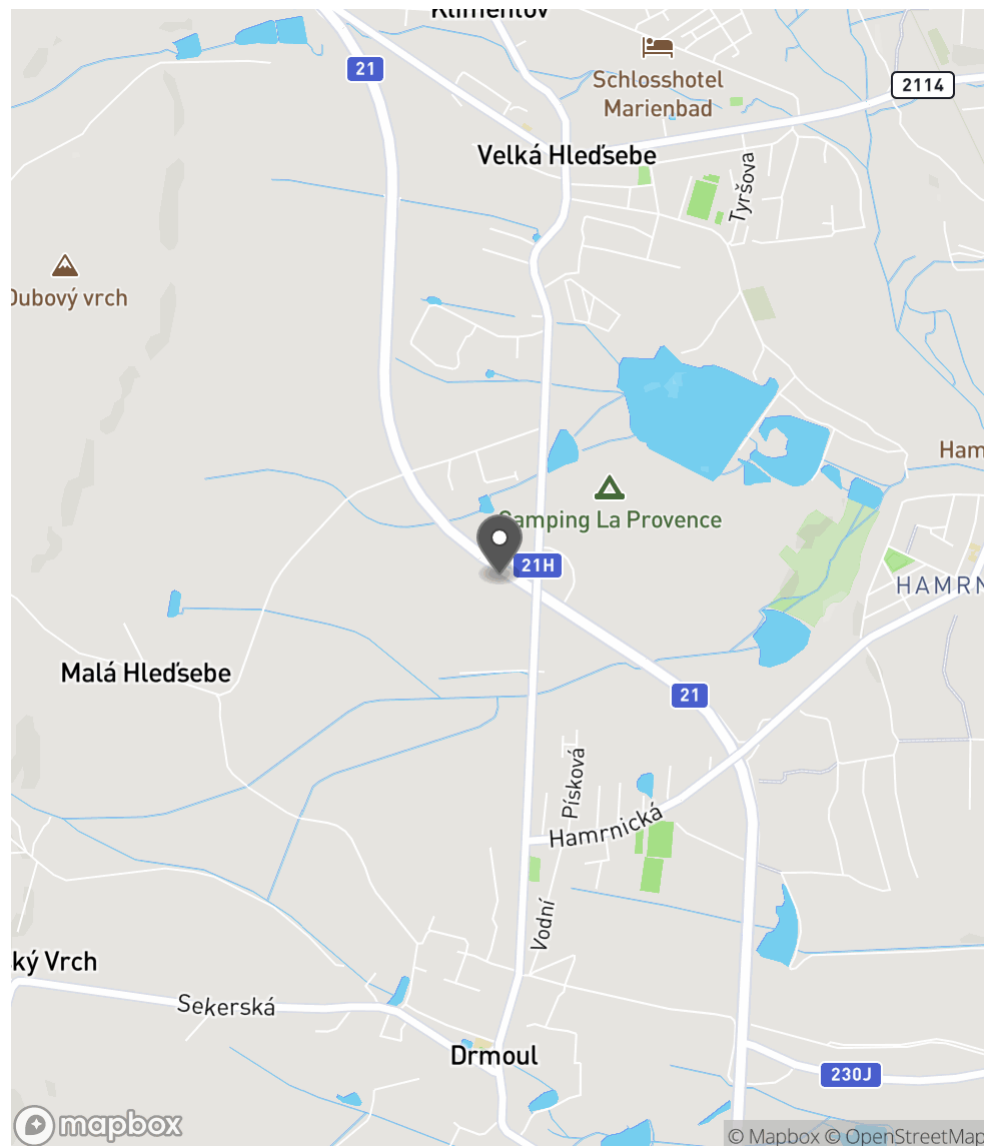 Klimentov
21
Schlosshotel
Marienbad
2114
Velká Hleďsebe
Tyršova
Dubový vrch
Ham
Camping La Provence
21H
HAMRN
Malá Hleďsebe
21
Písková
Hamrnická
Vodní
ký Vrch
Sekerská
Drmoul
230J
mapbox
© Mapbox © OpenStreetMap